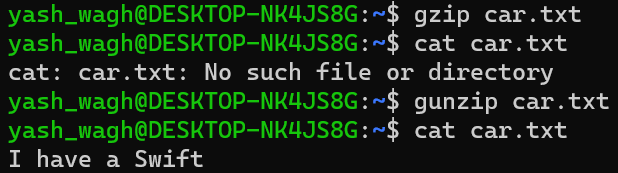 yash_wagh@DESKTOP-NK4JS8G:~$ gzip car.txt
yash_wagh@DESKTOP-NK4JS8G:~$ cat car.txt
cat: car.txt: No such file or directory
yash_wagh@DESKTOP-NK4JS8G:~$ gunzip car.txt
yash_wagh@DESKTOP-NK4JS8G:~$ cat car.txt
I have a Swift